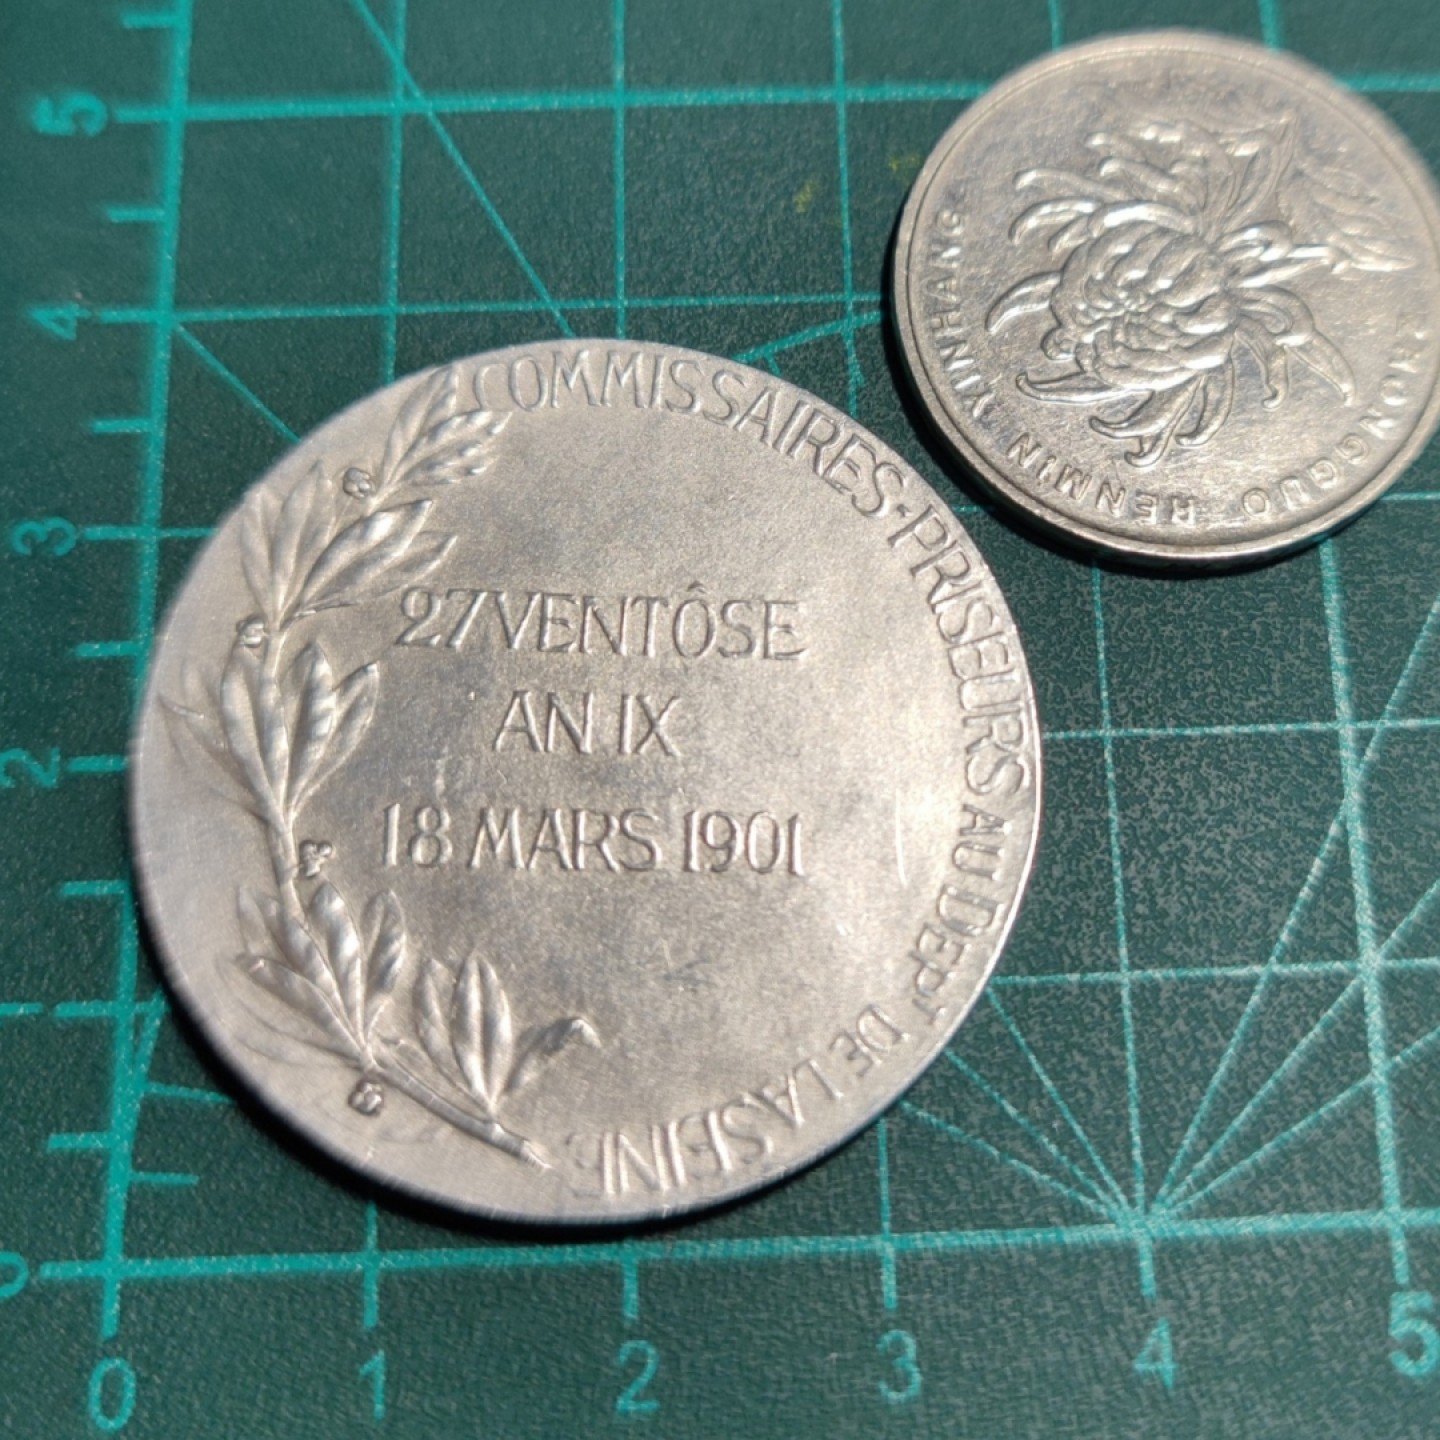 COMMISSAIRES-PRISEURS AU DEPT DE LA SEINE
27 VENTÔSE
AN IX
18 MARS 1901
ZHONGGUO RENMIN YINHANG
5
4
3
2
0
0
1
2
3
4
5